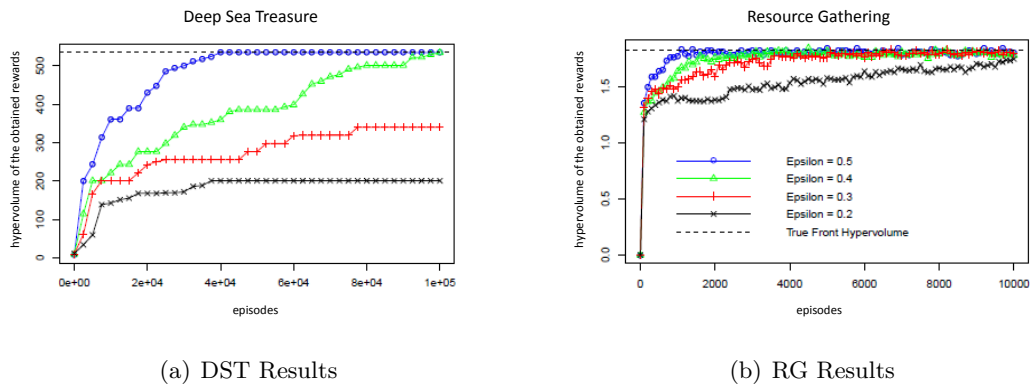 Deep Sea Treasure
hypervolume of the obtained rewards
500
400
300
200
100
0
0e+00 2e+04 4e+04 6e+04 8e+04 1e+05
episodes
(a) DST Results
Resource Gathering
hypervolume of the obtained rewards
1.5
1.0
0.5
0.0
Epsilon = 0.5
Epsilon = 0.4
Epsilon = 0.3
Epsilon = 0.2
True Front Hypervolume
0 2000 4000 6000 8000 10000
episodes
(b) RG Results